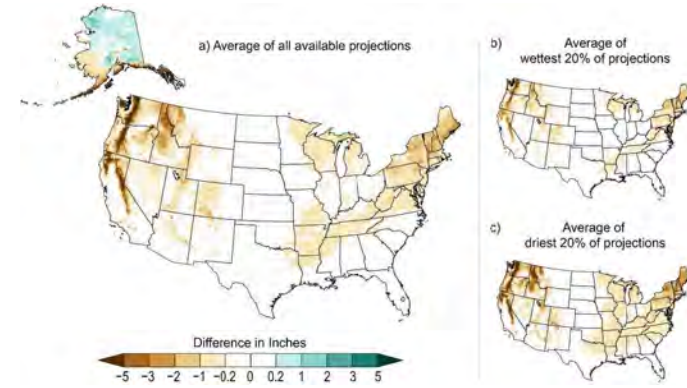 a) Average of all available projections
b)
Average of
wettest 20% of projections
c)
Average of
driest 20% of projections
Difference in Inches
−5 −3 −2 −1 −0.2 0 0.2 1 2 3 5